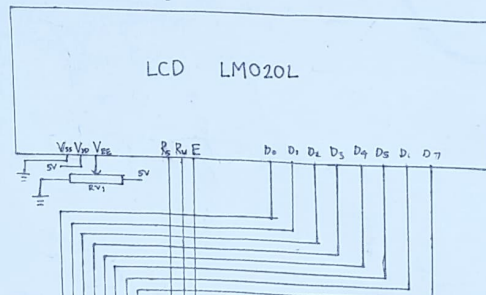 LCD LM020L
VSS VDD VEE RS RW E D0 D1 D2 D3 D4 D5 D6 D7
5V
5V
RV1